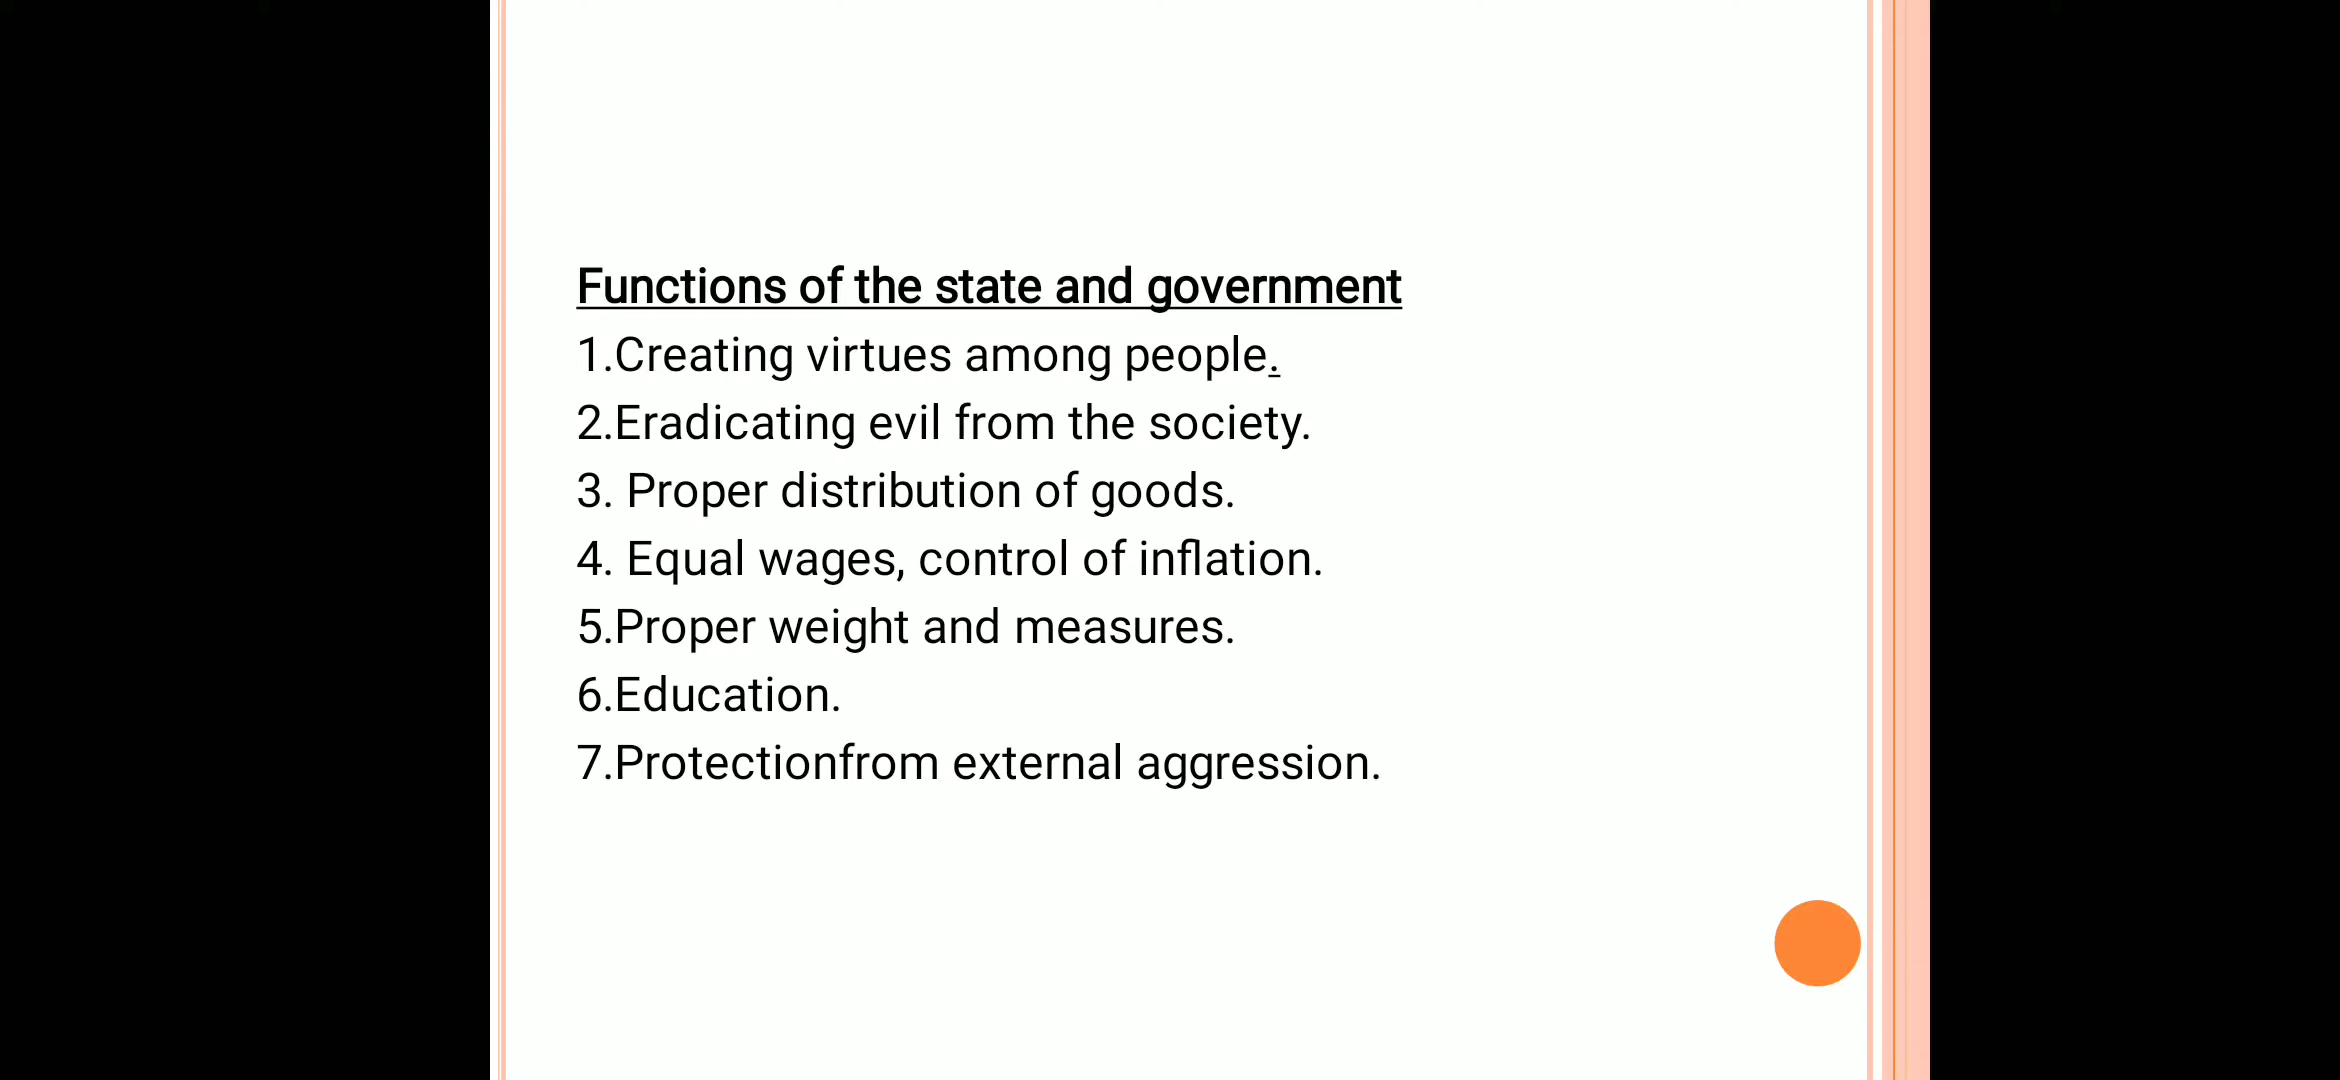 Functions of the state and government
1.Creating virtues among people.
2.Eradicating evil from the society.
3. Proper distribution of goods.
4. Equal wages, control of inflation.
5.Proper weight and measures.
6.Education.
7.Protectionfrom external aggression.